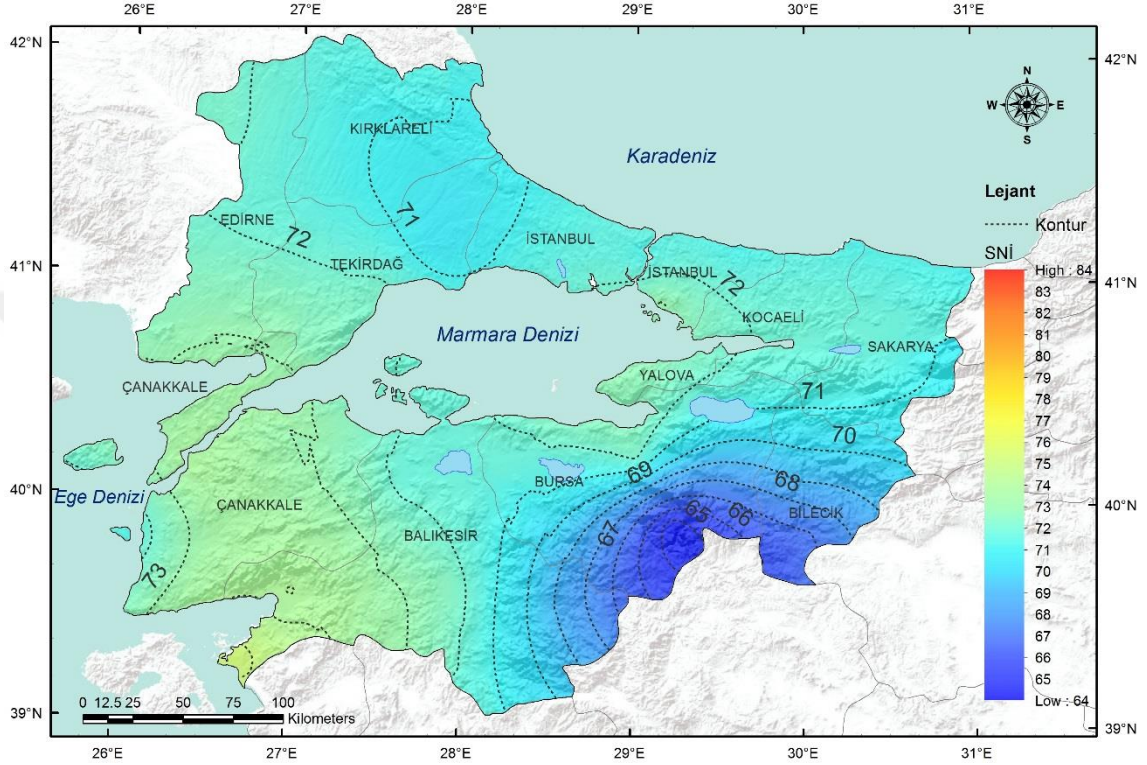 26°E 27°E 28°E 29°E 30°E 31°E
42°N 42°N
N
W E
S
KIRKLARELİ
Karadeniz
Lejant
Kontur
71
EDİRNE
72
İSTANBUL
SNİ
TEKİRDAĞ
41°N 41°N
İSTANBUL
72
High : 84
83
82
81
80
79
78
77
76
75
74
73
72
71
70
69
68
67
66
65
Low : 64
KOCAELİ
Marmara Denizi
SAKARYA
ÇANAKKALE
YALOVA
71
70
69
BURSA
68
40°N 40°N
Ege Denizi
ÇANAKKALE
65
66
BİLECİK
67
BALIKESİR
73
0 12.5 25 50 75 100
Kilometers
39°N 39°N
26°E 27°E 28°E 29°E 30°E 31°E